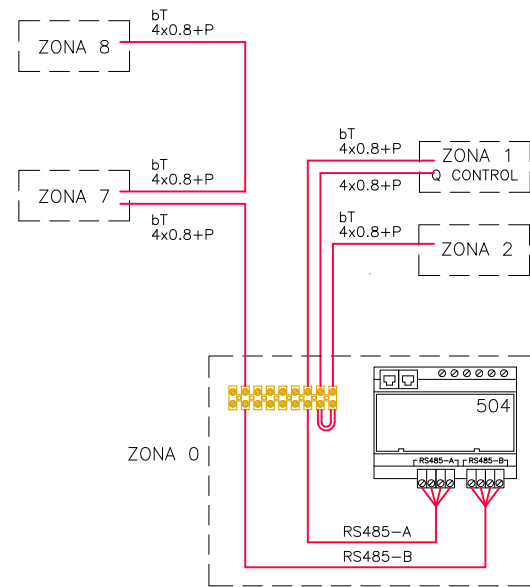 bT
4x0.8+P
ZONA 8
bT
4x0.8+P
ZONA 7
bT
4x0.8+P
bT
4x0.8+P
ZONA 1
4x0.8+P
Q CONTROL
bT
4x0.8+P
ZONA 2
504
ZONA 0
RS485-A
RS485-B
RS485-A
RS485-B